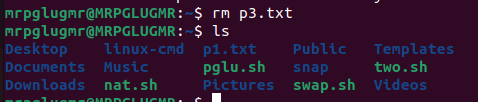 mrpglugmr@MRPGLUGMR:~$ rm p3.txt
mrpglugmr@MRPGLUGMR:~$ ls
Desktop linux-cmd p1.txt Public Templates
Documents Music pglu.sh snap two.sh
Downloads nat.sh Pictures swap.sh Videos
mrpglugmr@MRPGLUGMR:~$